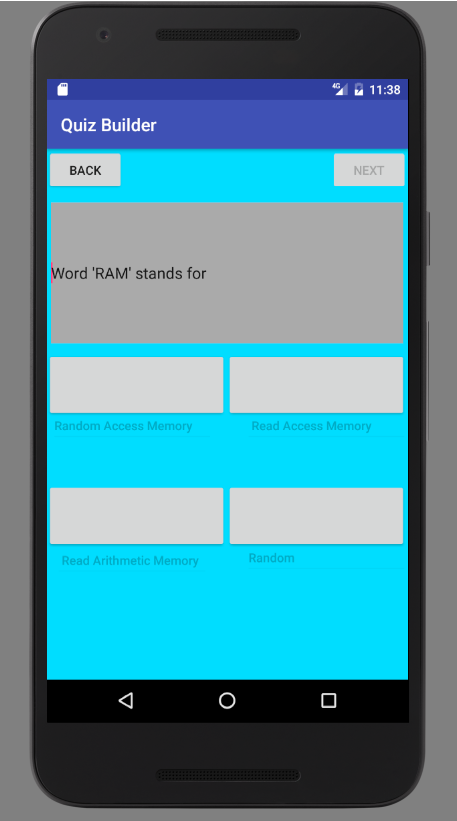 4G 11:38
Quiz Builder
BACK NEXT
Word 'RAM' stands for
Random Access Memory Read Access Memory
Read Arithmetic Memory Random